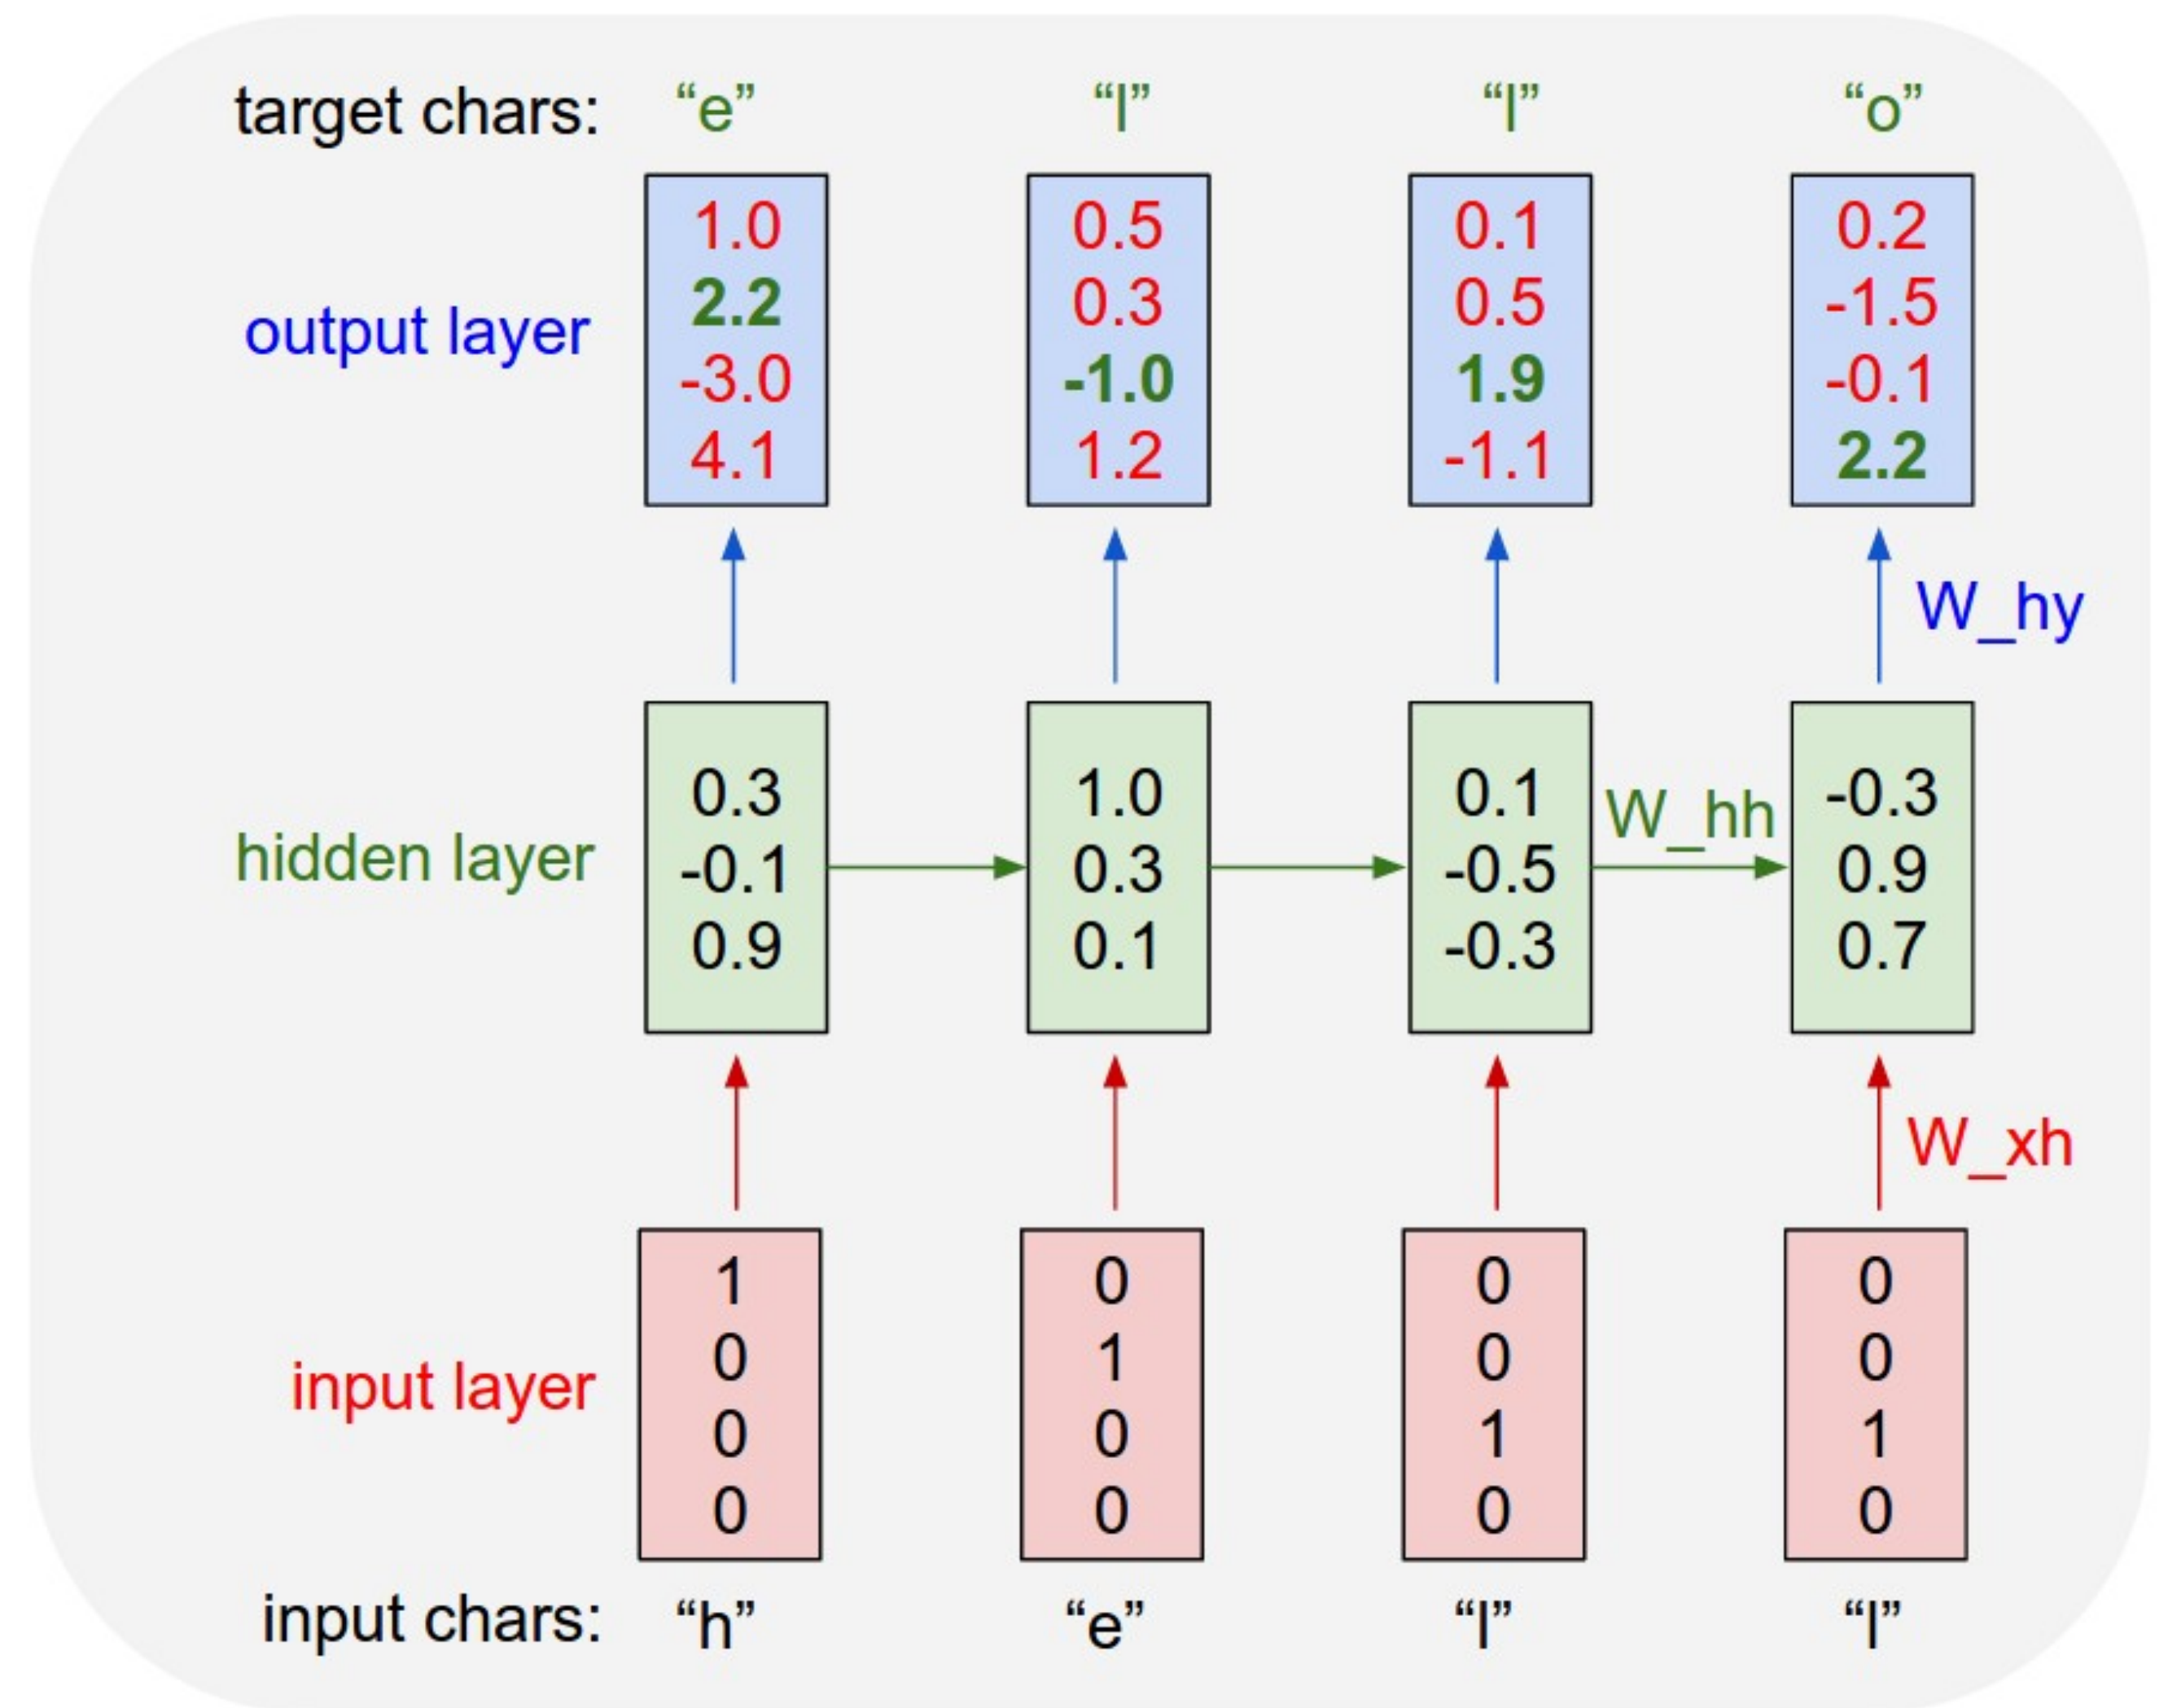 target chars: “e” “l” “l” “o”
1.0 0.5 0.1 0.2
2.2 0.3 0.5 -1.5
output layer
-3.0 -1.0 1.9 -0.1
4.1 1.2 -1.1 2.2
W_hy
0.3 1.0 0.1 -0.3
W_hh
hidden layer -0.1 0.3 -0.5 0.9
0.9 0.1 -0.3 0.7
W_xh
1 0 0 0
0 1 0 0
input layer
0 0 1 1
0 0 0 0
input chars: “h” “e” “l” “l”